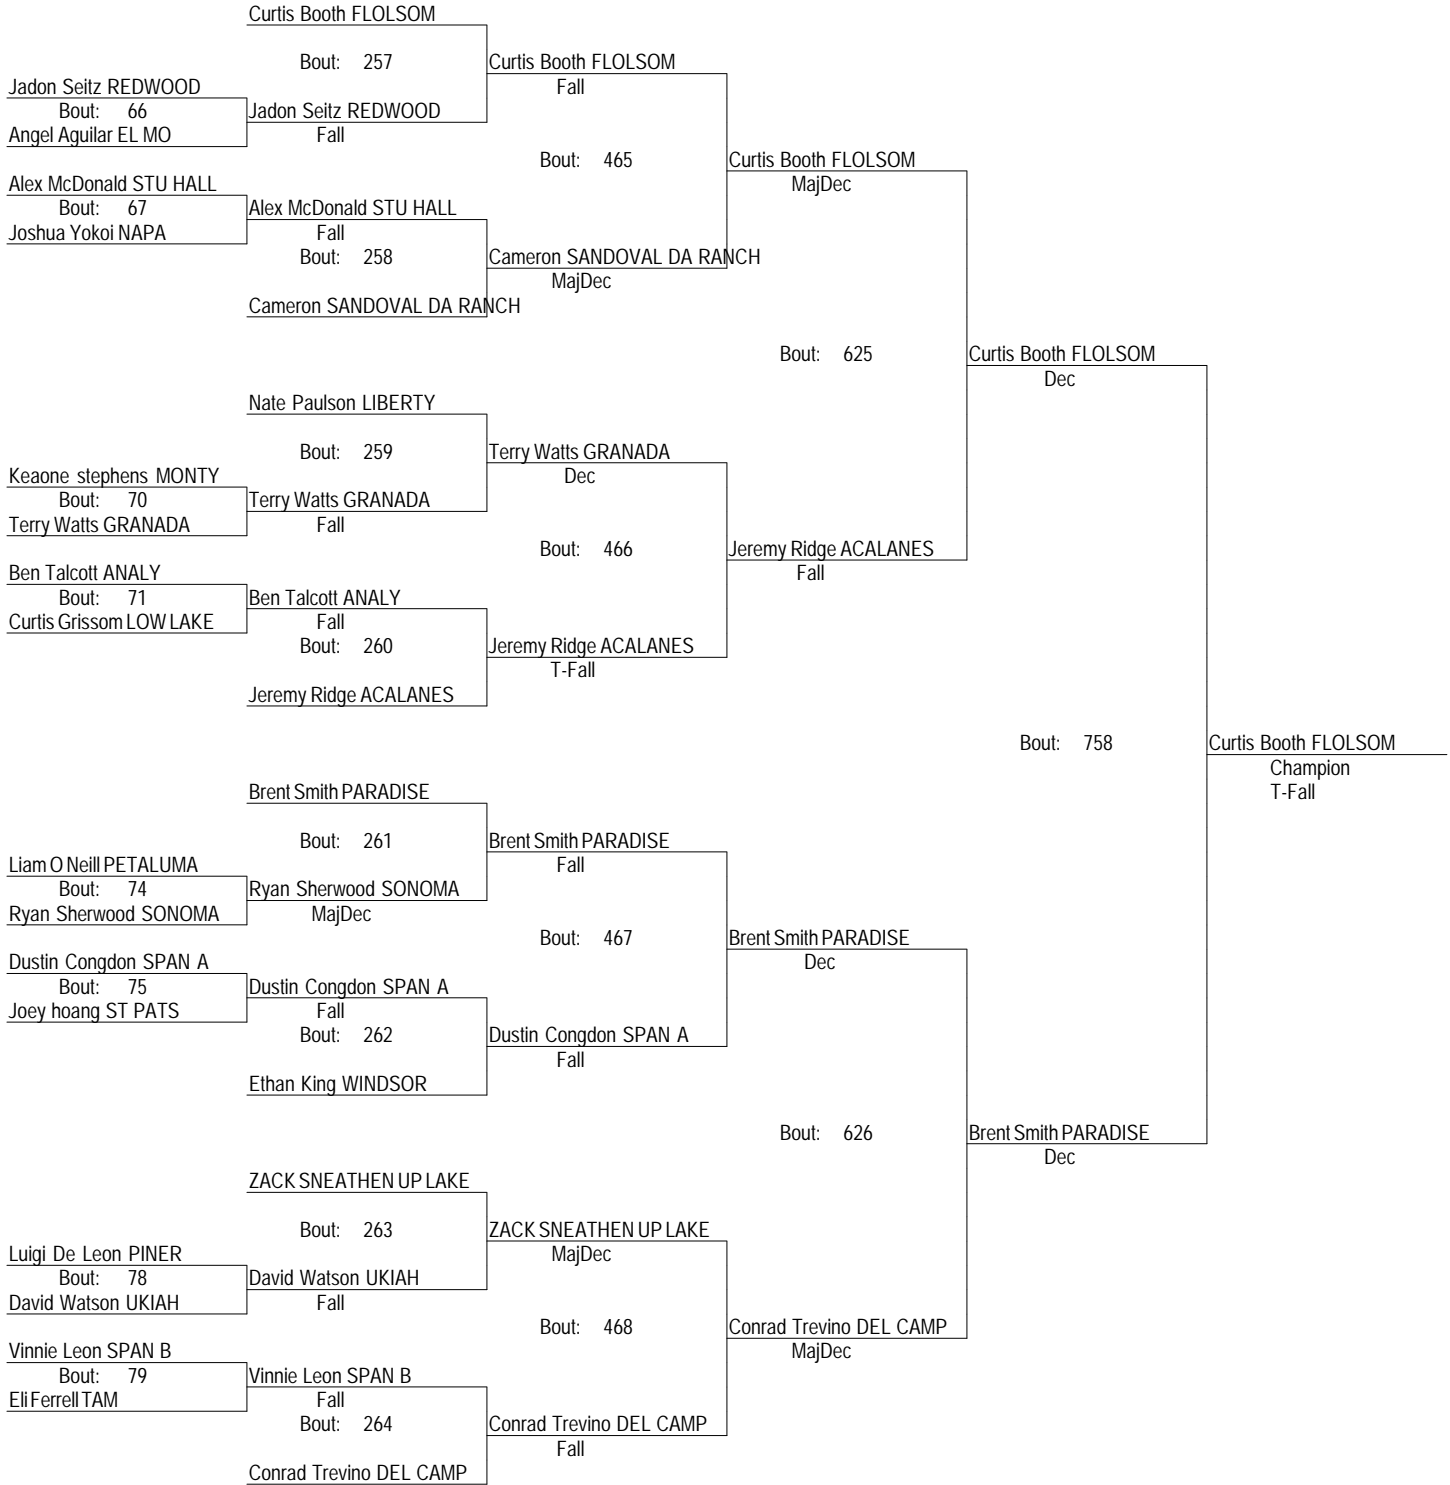 Curtis Booth FLOLSOM
Bout: 257
Curtis Booth FLOLSOM
Fall
Jadon Seitz REDWOOD
Bout: 66
Jadon Seitz REDWOOD
Angel Aguilar EL MO
Fall
Bout: 465
Curtis Booth FLOLSOM
MajDec
Alex McDonald STU HALL
Bout: 67
Alex McDonald STU HALL
Joshua Yokoi NAPA
Fall
Bout: 258
Cameron SANDOVAL DA RANCH
MajDec
Cameron SANDOVAL DA RANCH
Bout: 625
Curtis Booth FLOLSOM
Dec
Nate Paulson LIBERTY
Bout: 259
Terry Watts GRANADA
Dec
Keaone stephens MONTY
Bout: 70
Terry Watts GRANADA
Terry Watts GRANADA
Fall
Bout: 466
Jeremy Ridge ACALANES
Fall
Ben Talcott ANALY
Bout: 71
Ben Talcott ANALY
Curtis Grissom LOW LAKE
Fall
Bout: 260
Jeremy Ridge ACALANES
T-Fall
Jeremy Ridge ACALANES
Bout: 758
Curtis Booth FLOLSOM
Champion
T-Fall
Brent Smith PARADISE
Bout: 261
Brent Smith PARADISE
Fall
Liam O Neill PETALUMA
Bout: 74
Ryan Sherwood SONOMA
Ryan Sherwood SONOMA
MajDec
Bout: 467
Brent Smith PARADISE
Dec
Dustin Congdon SPAN A
Bout: 75
Dustin Congdon SPAN A
Joey hoang ST PATS
Fall
Bout: 262
Dustin Congdon SPAN A
Fall
Ethan King WINDSOR
Bout: 626
Brent Smith PARADISE
Dec
ZACK SNEATHEN UP LAKE
Bout: 263
ZACK SNEATHEN UP LAKE
MajDec
Luigi De Leon PINER
Bout: 78
David Watson UKIAH
David Watson UKIAH
Fall
Bout: 468
Conrad Trevino DEL CAMP
MajDec
Vinnie Leon SPAN B
Bout: 79
Vinnie Leon SPAN B
Eli Ferrell TAM
Fall
Bout: 264
Conrad Trevino DEL CAMP
Fall
Conrad Trevino DEL CAMP